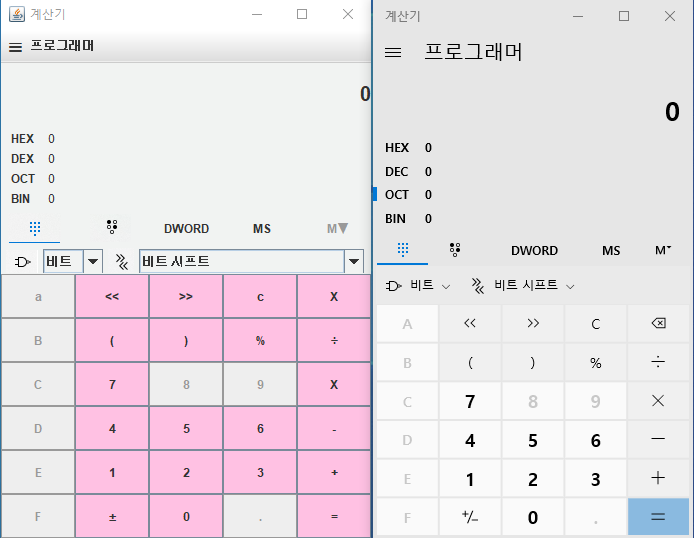 계산기
프로그래머
0
HEX 0
DEX 0
OCT 0
BIN 0
DWORD MS M▼
비트 비트 시프트
a << >> c X
B ( ) % ÷
C 7 8 9 X
D 4 5 6 -
E 1 2 3 +
F ± 0 . =
계산기
프로그래머
0
HEX 0
DEC 0
OCT 0
BIN 0
DWORD MS M▾
비트 비트 시프트
A << >> C
B ( ) % ÷
C 7 8 9 ×
D 4 5 6 −
E 1 2 3 +
F +/− 0 . =